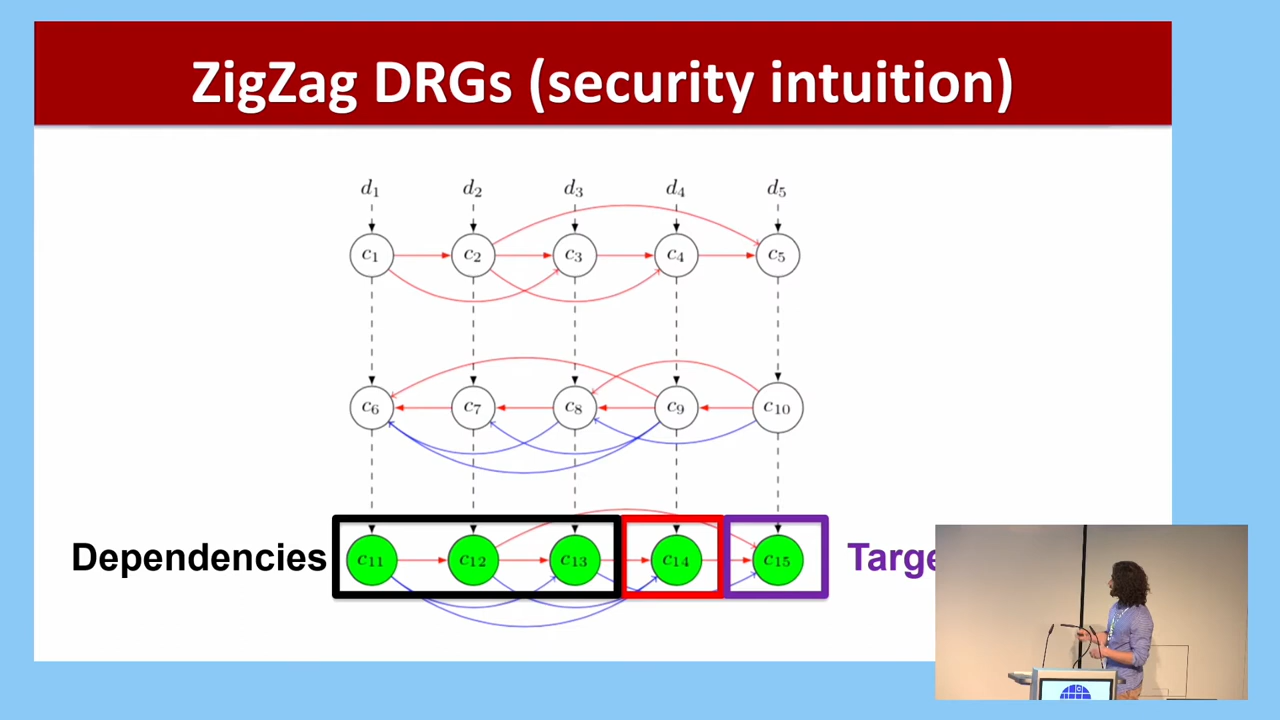 ZigZag DRGs (security intuition)
d1 d2 d3 d4 d5
c1 c2 c3 c4 c5
c6 c7 c8 c9 c10
Dependencies c11 c12 c13 c14 c15 Targe